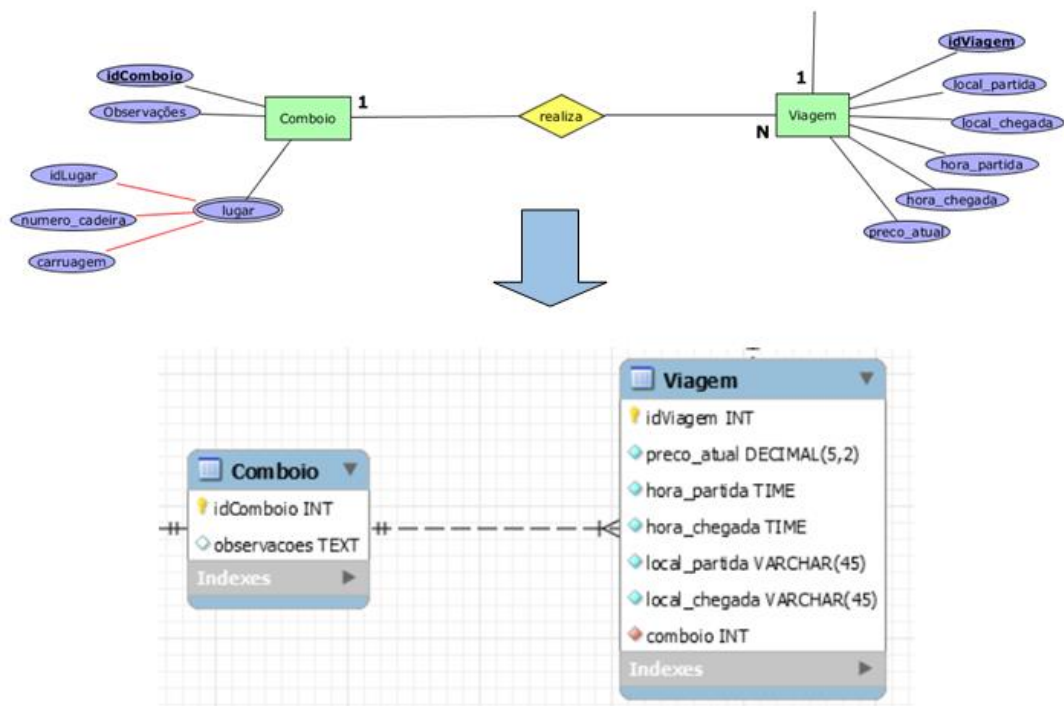 idComboio
Observações
Comboio
1
realiza
N
1
Viagem
idViagem
local_partida
local_chegada
hora_partida
hora_chegada
preco_atual
idLugar
numero_cadeira
carruagem
lugar
Comboio
idComboio INT
observacoes TEXT
Indexes
Viagem
idViagem INT
preco_atual DECIMAL(5,2)
hora_partida TIME
hora_chegada TIME
local_partida VARCHAR(45)
local_chegada VARCHAR(45)
comboio INT
Indexes